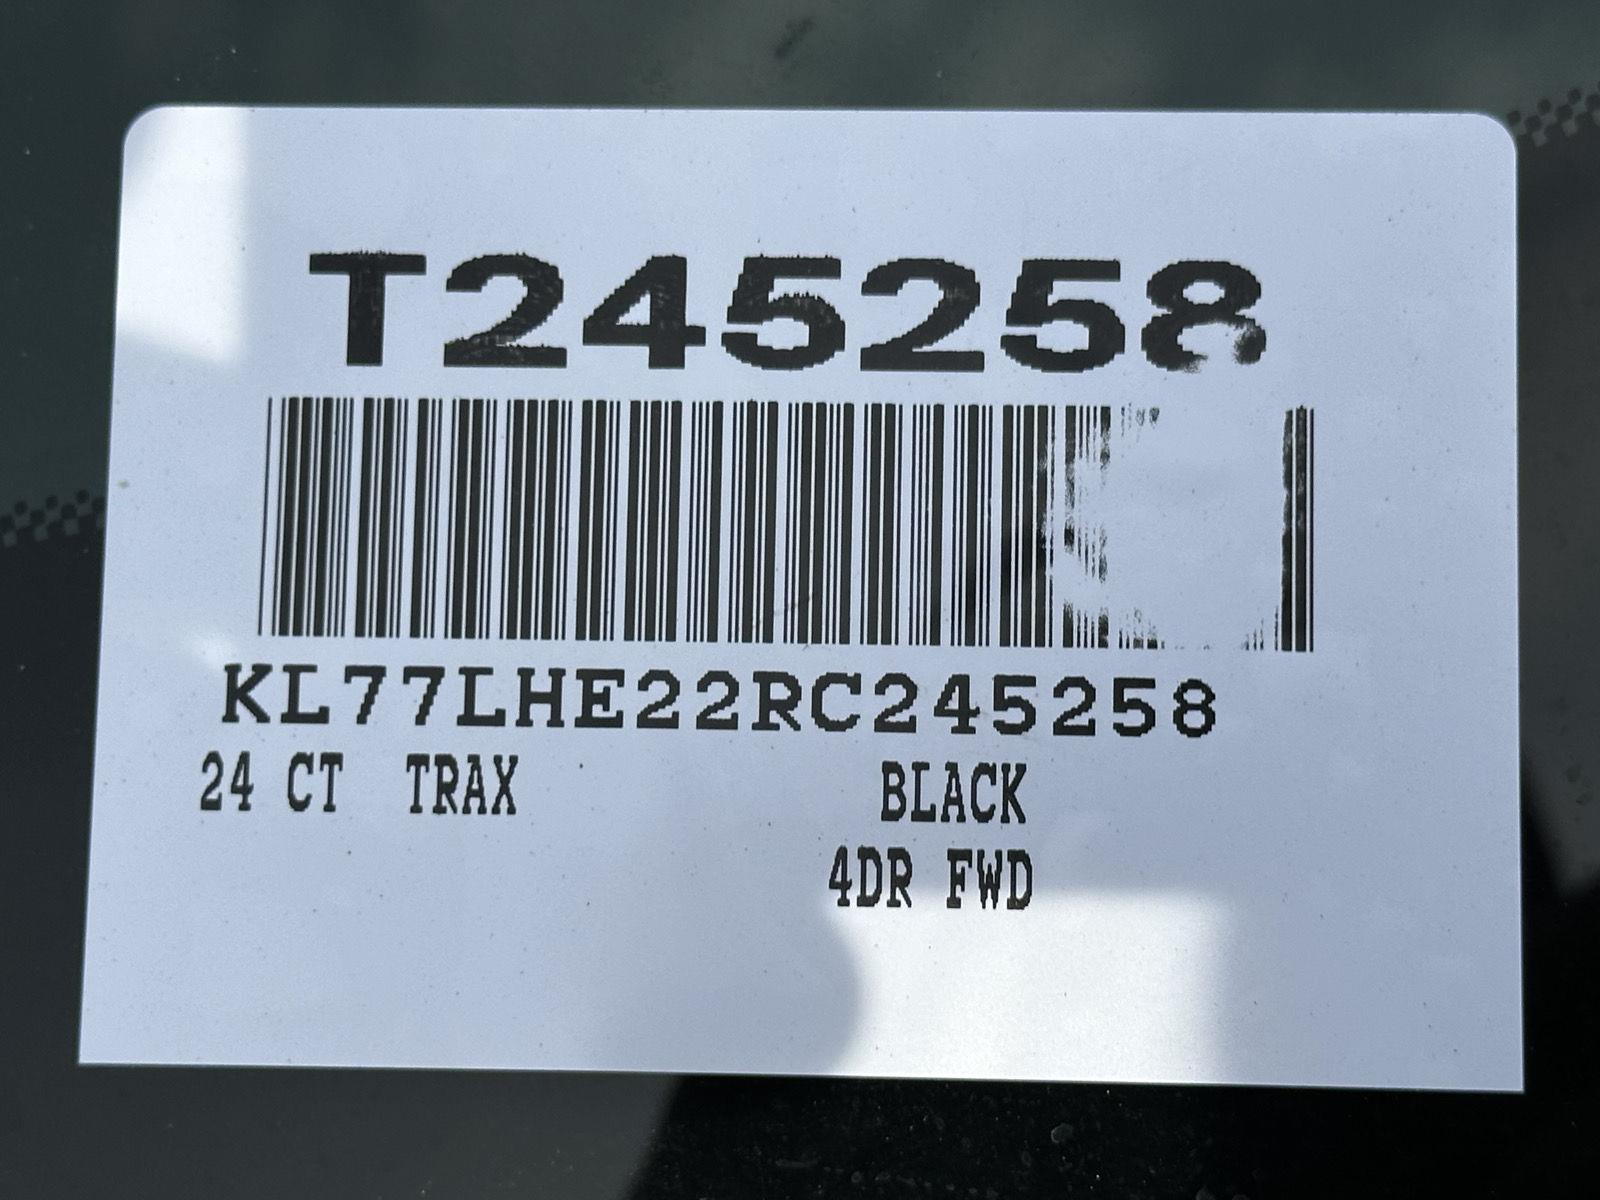 T245258
KL77LHE22RC245258
24 CT TRAX BLACK
4DR FWD